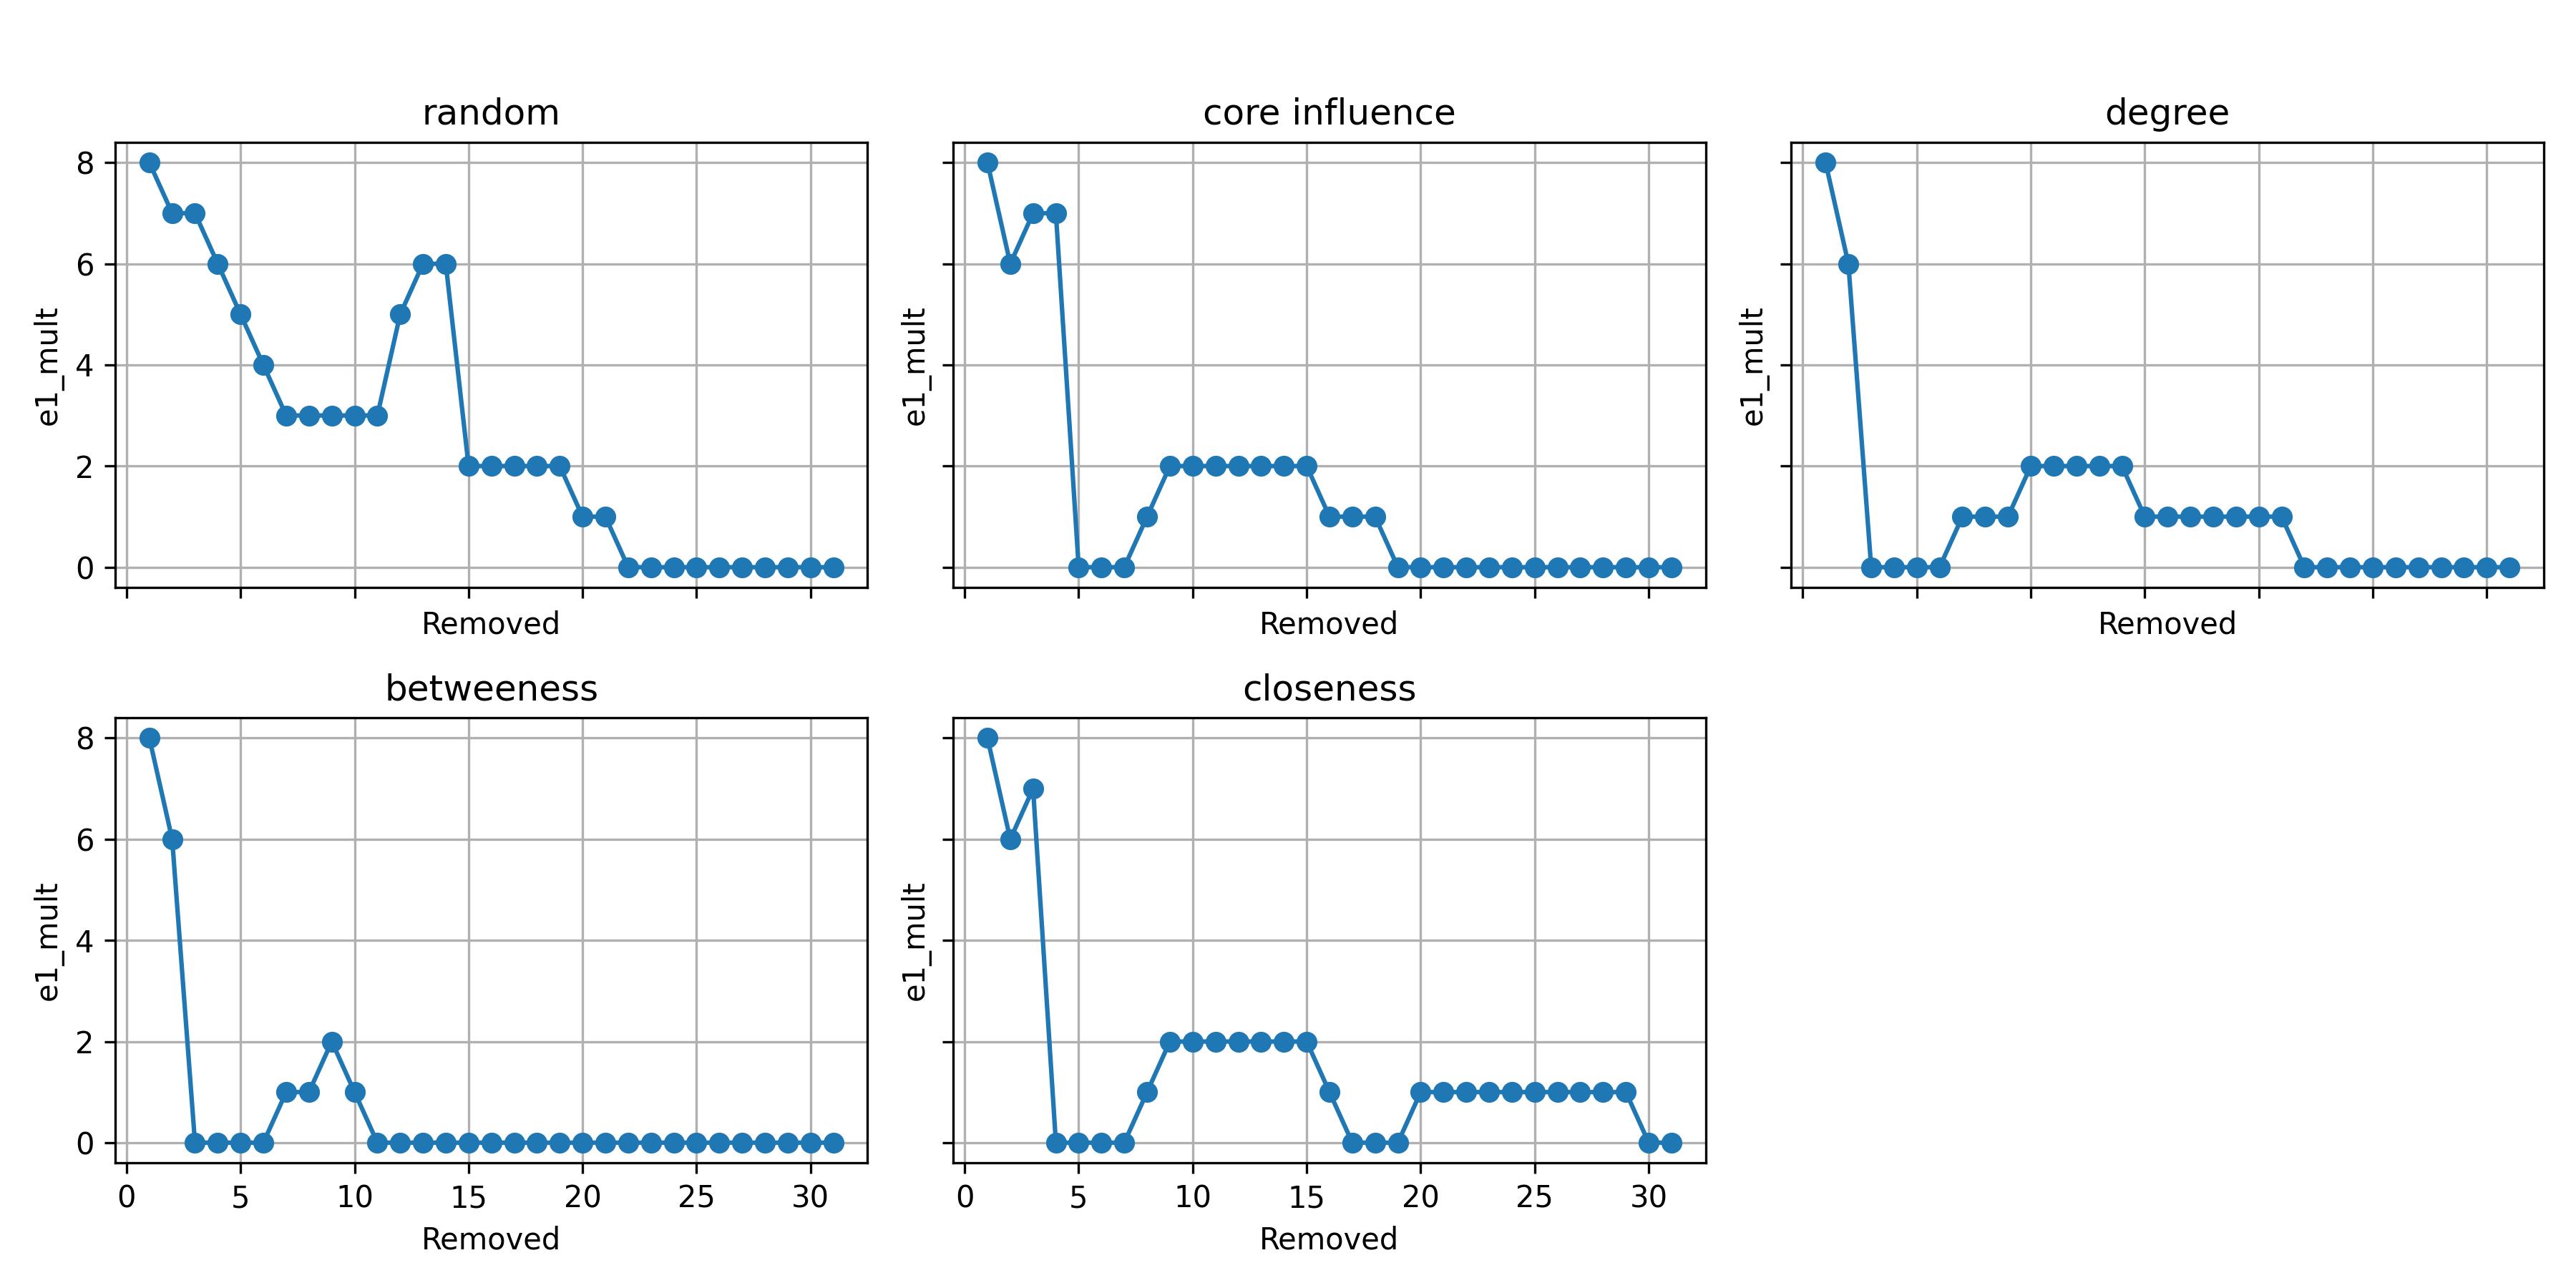 random
8
6
4
2
0
e1_mult
Removed
core influence
e1_mult
Removed
degree
e1_mult
Removed
betweeness
8
6
4
2
0
e1_mult
0 5 10 15 20 25 30
Removed
closeness
e1_mult
0 5 10 15 20 25 30
Removed